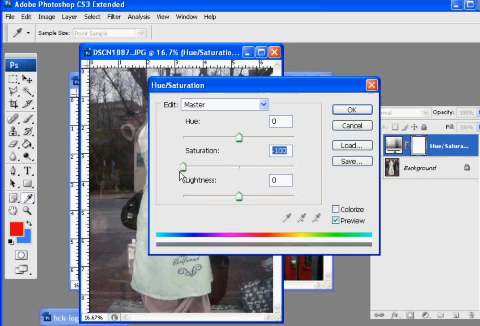 Adobe Photoshop CS3 Extended
File Edit Image Layer Select Filter Analysis View Window Help
Sample Size: Point Sample
Ps
DSCN1887.JPG @ 16.7% (Hue/Saturatio...
Hue/Saturation
Edit: Master
Hue: 0
Saturation: -100
Lightness: 0
OK
Cancel
Load...
Save...
Colorize
Preview
Opacity: 100%
Fill: 100%
Hue/Satura...
Background
16.67%